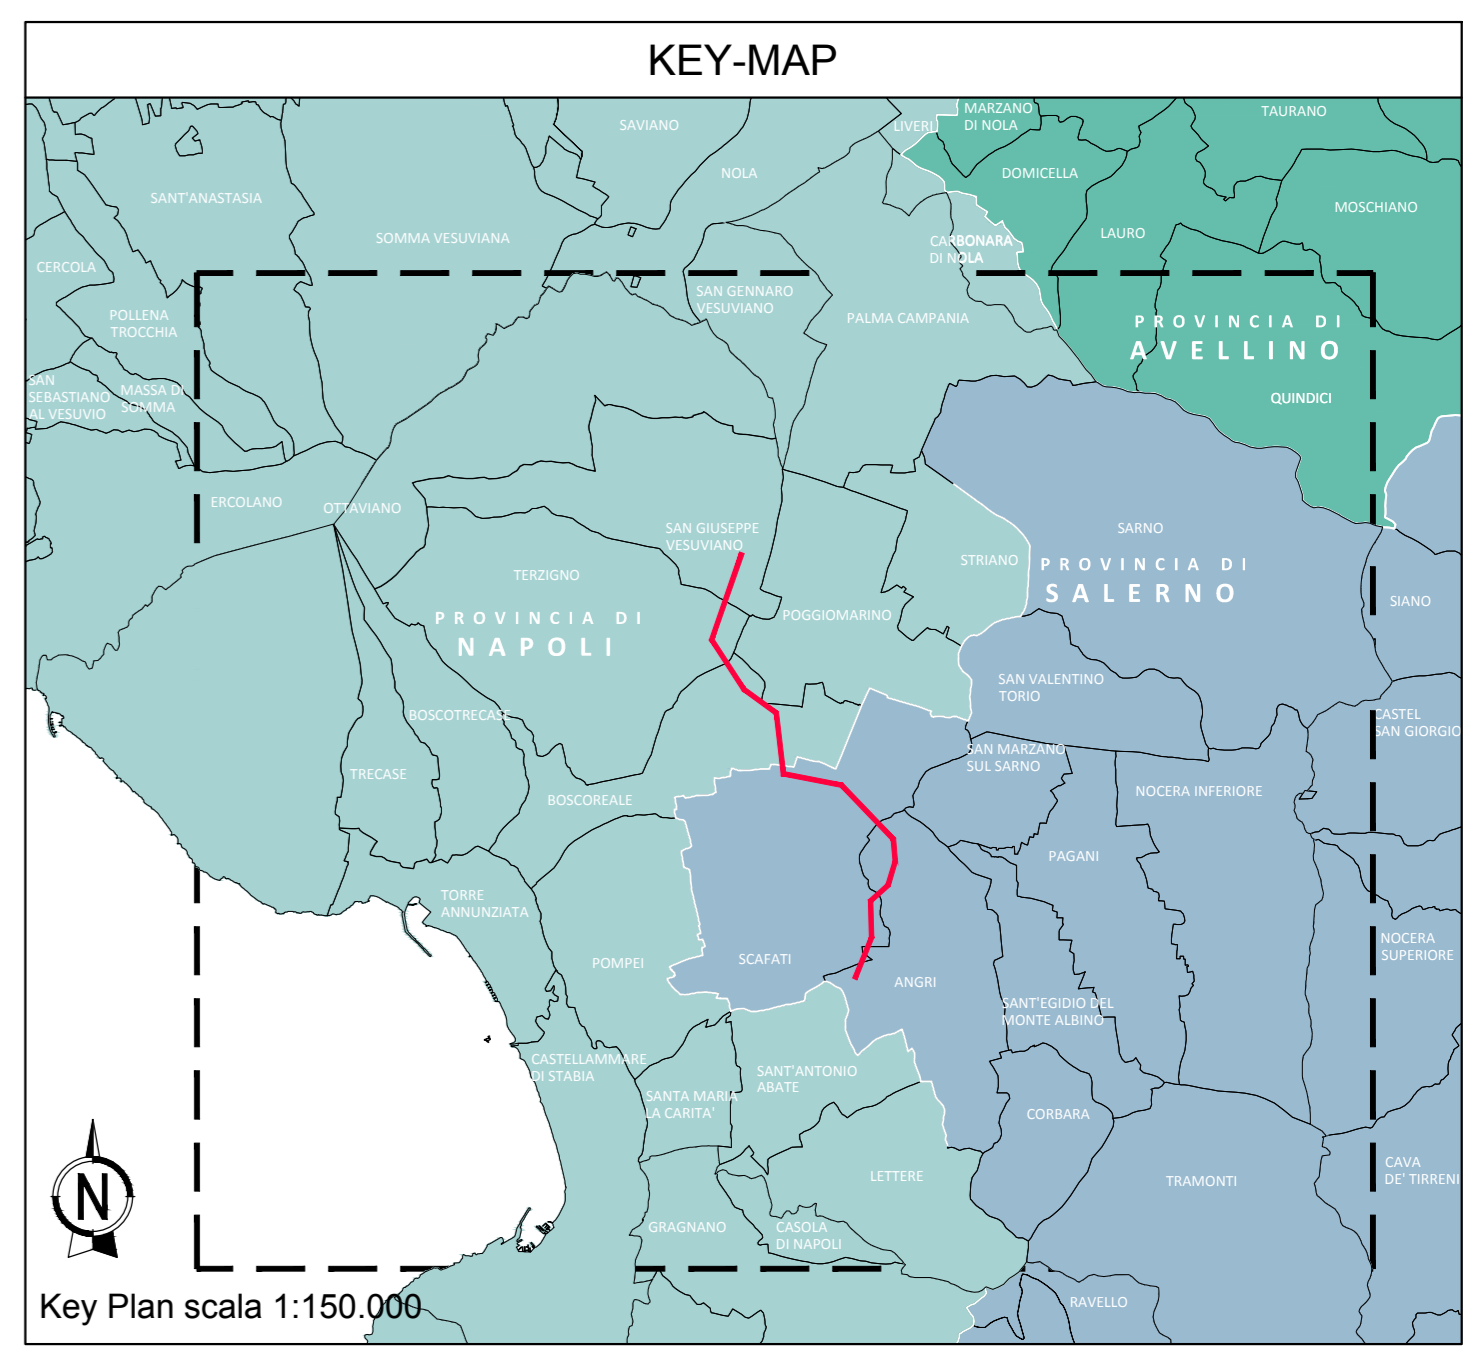 KEY-MAP
SAVIANO
LIVERI
MARZANO
DI NOLA
TAURANO
NOLA
DOMICELLA
SANT'ANASTASIA
MOSCHIANO
SOMMA VESUVIANA
LAURO
CARBONARA
DI NOLA
CERCOLA
SAN GENNARO
VESUVIANO
POLLENA
TROCCHIA
PALMA CAMPANIA
PROVINCIA DI
AVELLINO
SAN
SEBASTIANO
AL VESUVIO
MASSA DI
SOMMA
QUINDICI
ERCOLANO
OTTAVIANO
SAN GIUSEPPE
VESUVIANO
SARNO
STRIANO
PROVINCIA DI
SALERNO
TERZIGNO
SIANO
PROVINCIA DI
NAPOLI
POGGIOMARINO
SAN VALENTINO
TORIO
BOSCOTRECASE
CASTEL
SAN GIORGIO
SAN MARZANO
SUL SARNO
TRECASE
NOCERA INFERIORE
BOSCOREALE
PAGANI
TORRE
ANNUNZIATA
NOCERA
SUPERIORE
POMPEI
SCAFATI
ANGRI
SANT'EGIDIO DEL
MONTE ALBINO
CASTELLAMMARE
DI STABIA
SANT'ANTONIO
ABATE
SANTA MARIA
LA CARITA'
CORBARA
CAVA
DE' TIRRENI
LETTERE
TRAMONTI
N
GRAGNANO
CASOLA
DI NAPOLI
RAVELLO
Key Plan scala 1:150.000